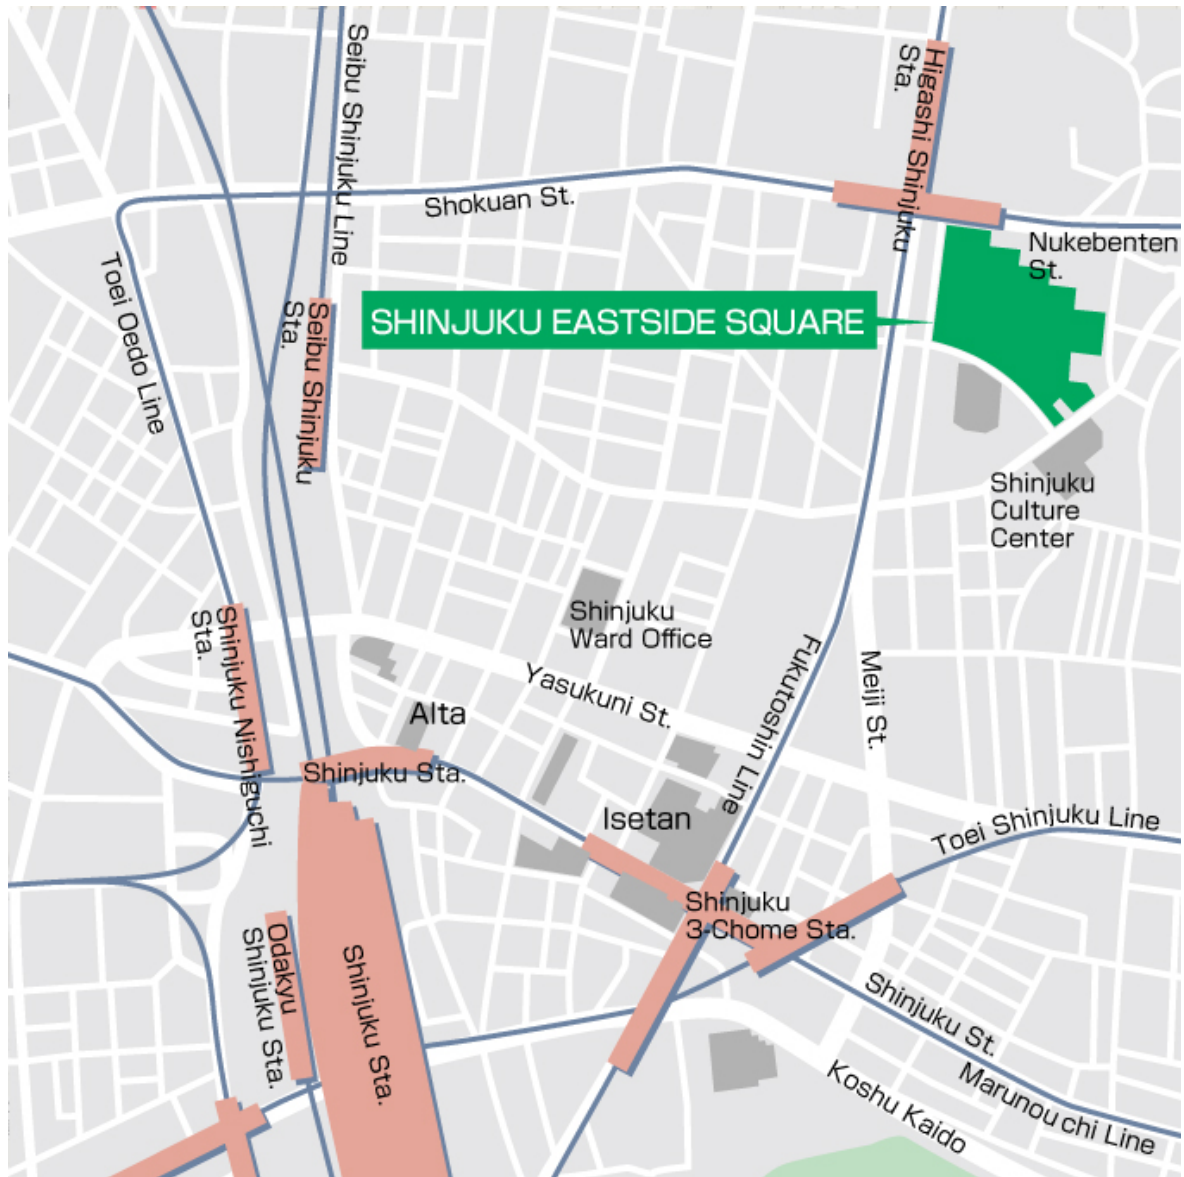 Seibu Shinjuku Line
Higashi Shinjuku
Sta.
Shokuan St.
Nukebenten
St.
Toei Oedo Line
Seibu Shinjuku
Sta.
SHINJUKU EASTSIDE SQUARE
Shinjuku
Culture
Center
Shinjuku Nishiguchi
Sta.
Shinjuku
Ward Office
Yasukuni St.
Fukutoshin Line
Meiji St.
Alta
Shinjuku Sta.
Isetan
Toei Shinjuku Line
Shinjuku
3-Chome Sta.
Odakyu
Shinjuku Sta.
Shinjuku Sta.
Shinjuku St.
Marunouchi Line
Koshu Kaido